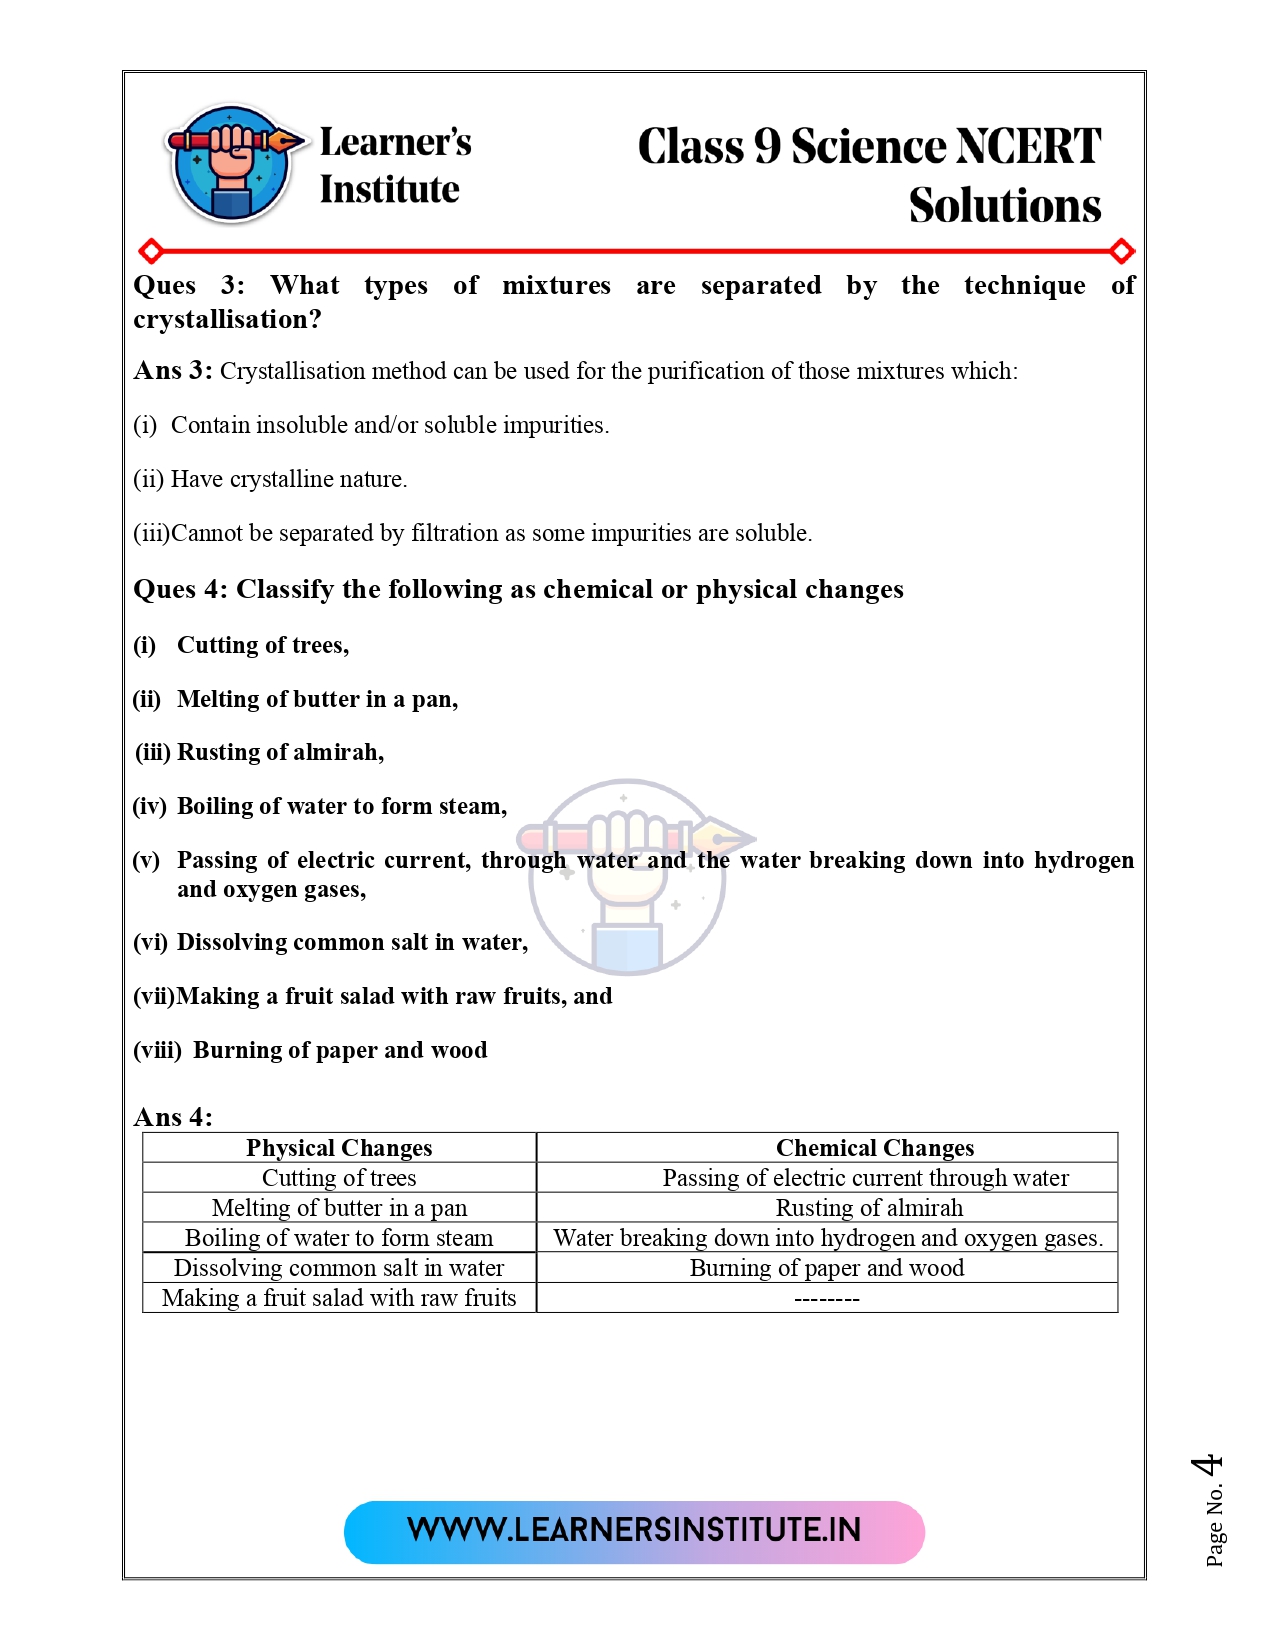 Learner's
Institute
Class 9 Science NCERT
Solutions
Ques 3: What types of mixtures are separated by the technique of
crystallisation?
Ans 3: Crystallisation method can be used for the purification of those mixtures which:
(i) Contain insoluble and/or soluble impurities.
(ii) Have crystalline nature.
(iii)Cannot be separated by filtration as some impurities are soluble.
Ques 4: Classify the following as chemical or physical changes
(i) Cutting of trees,
(ii) Melting of butter in a pan,
(iii) Rusting of almirah,
(iv) Boiling of water to form steam,
(v) Passing of electric current, through water and the water breaking down into hydrogen
and oxygen gases,
(vi) Dissolving common salt in water,
(vii)Making a fruit salad with raw fruits, and
(viii) Burning of paper and wood
Ans 4:
Physical Changes Chemical Changes
Cutting of trees Passing of electric current through water
Melting of butter in a pan Rusting of almirah
Boiling of water to form steam Water breaking down into hydrogen and oxygen gases.
Dissolving common salt in water Burning of paper and wood
Making a fruit salad with raw fruits --------
WWW.LEARNERSINSTITUTE.IN
Page No. 4